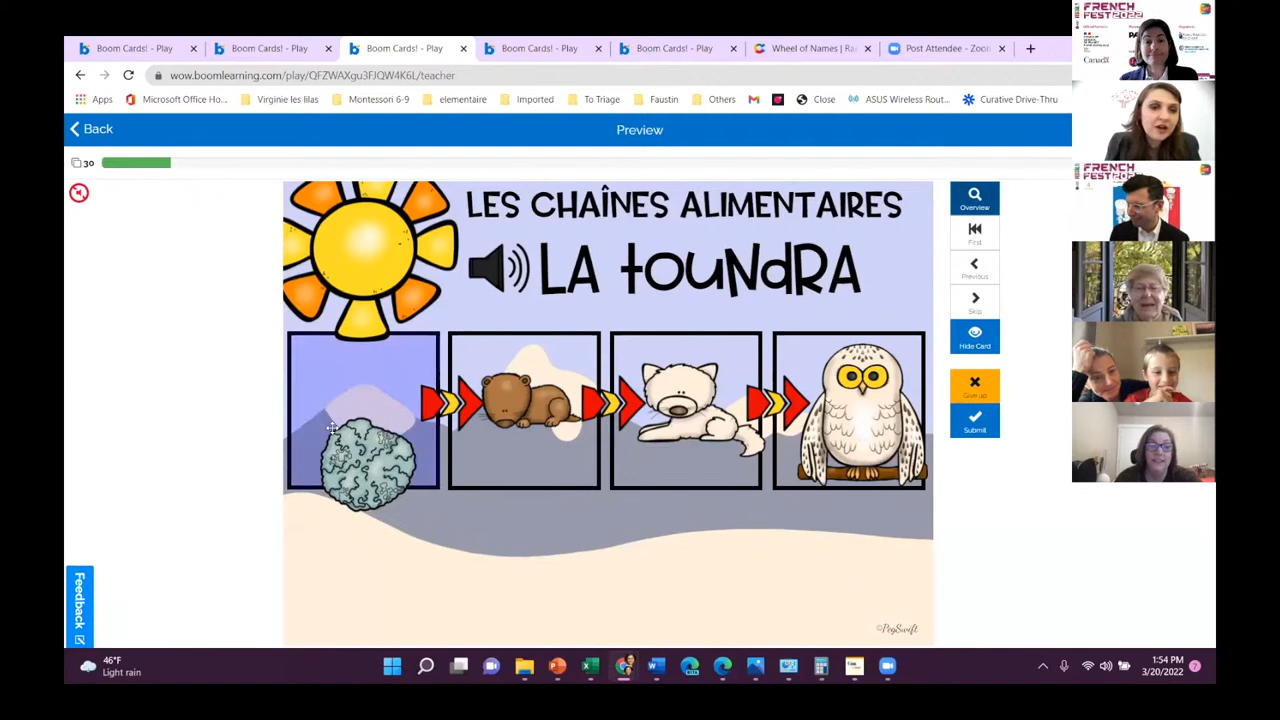 Boom Cards! - Play
Boom Cards! - Play
Boom Cards! - Play
Boom Cards! - Play
Boom Cards! - Play
Wheel of Names | Ra
Post Attendee - Zoom
www.boomlearning.com/play/QFZWAXgu3FJQW4K6L/teacher
Apps
Microsoft Office Ho...
Virginie les lilas
Montessori 6-9
elementaire
Imported
To Triage
Faustin
Others
Close
ASUS Wireless Rout...
Curative Drive-Thru
Back
Preview
30
LES CHAÎNES ALIMENTAIRES
LA toundRA
Overview
First
Previous
Skip
Hide Card
Give up
Submit
©PegSwift
Feedback
46°F
Light rain
1:54 PM
3/20/2022
7
FRENCH
FEST2022
Canada
FRENCH
FEST2022